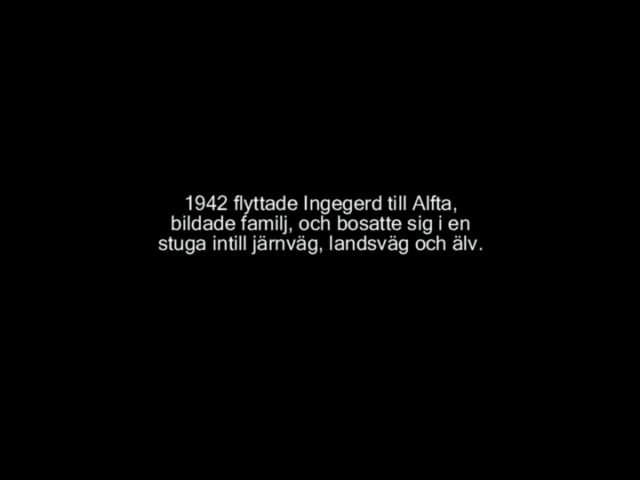 1942 flyttade Ingegerd till Alfta,
bildade familj, och bosatte sig i en
stuga intill järnväg, landsväg och älv.